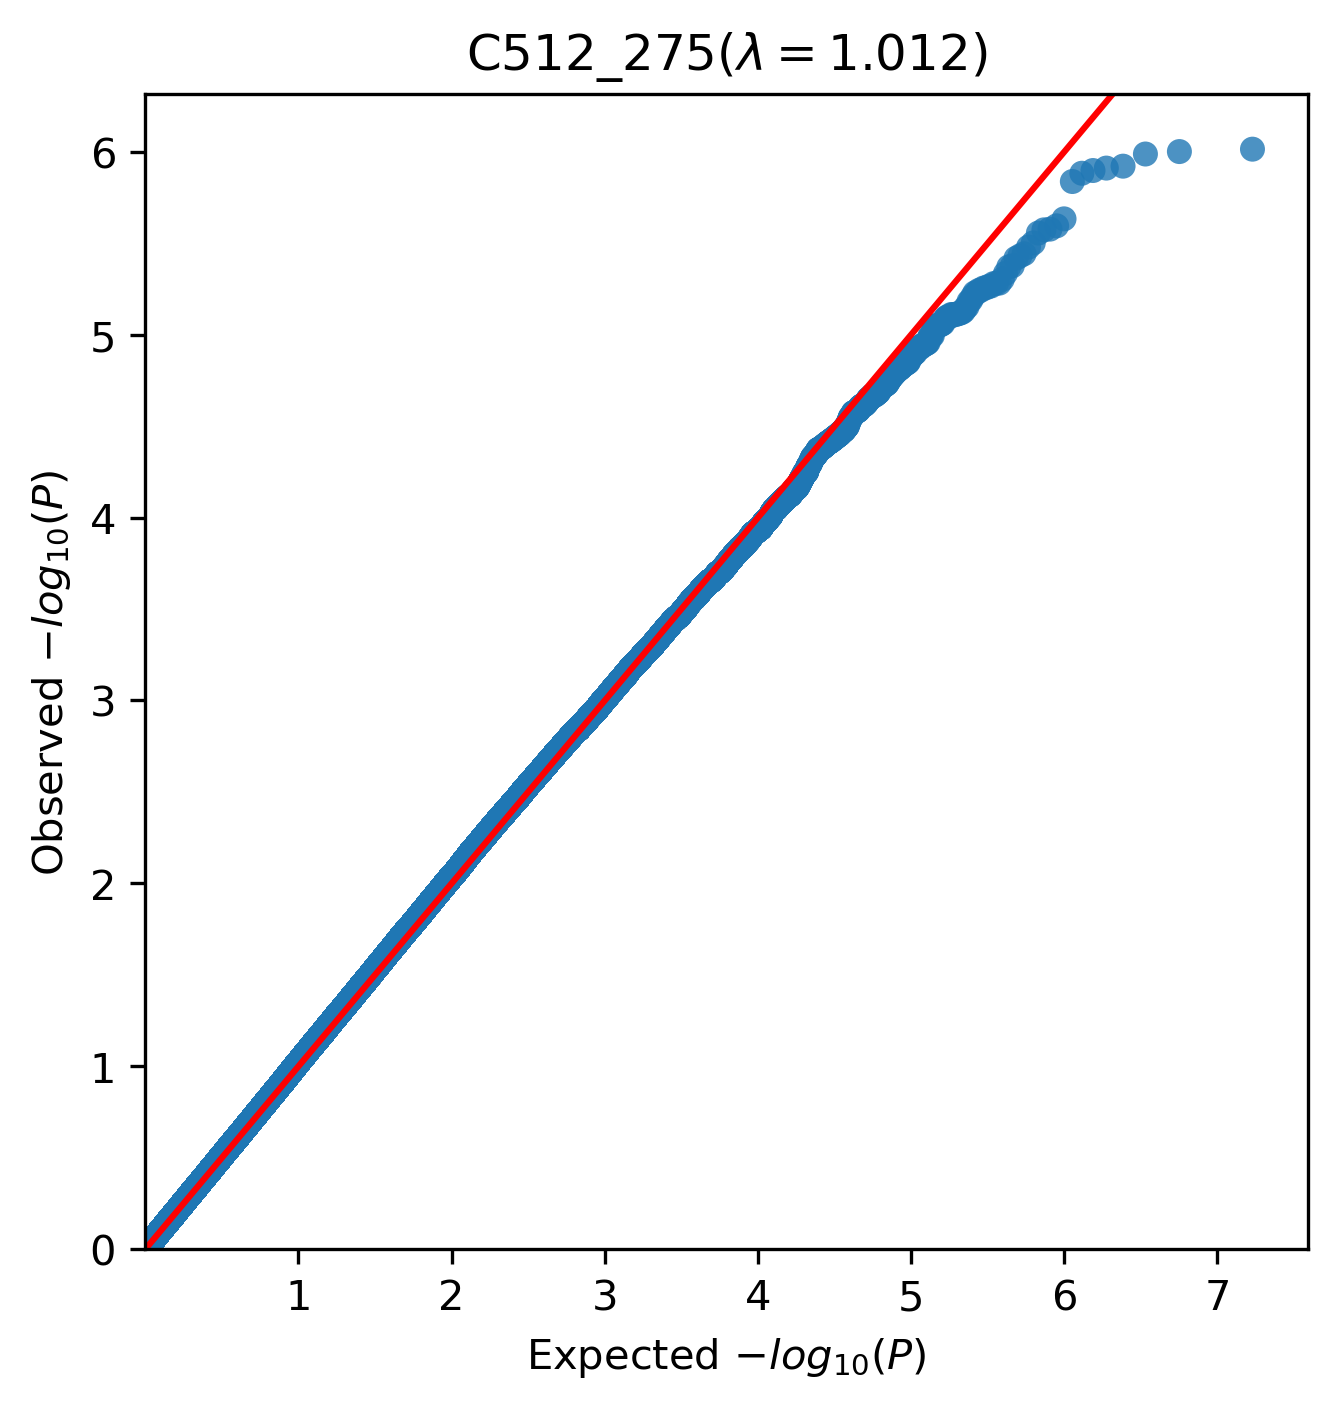 C512_275(λ = 1.012)
6
5
4
3
2
1
0
Observed −log₁₀(P)
1 2 3 4 5 6 7
Expected −log₁₀(P)